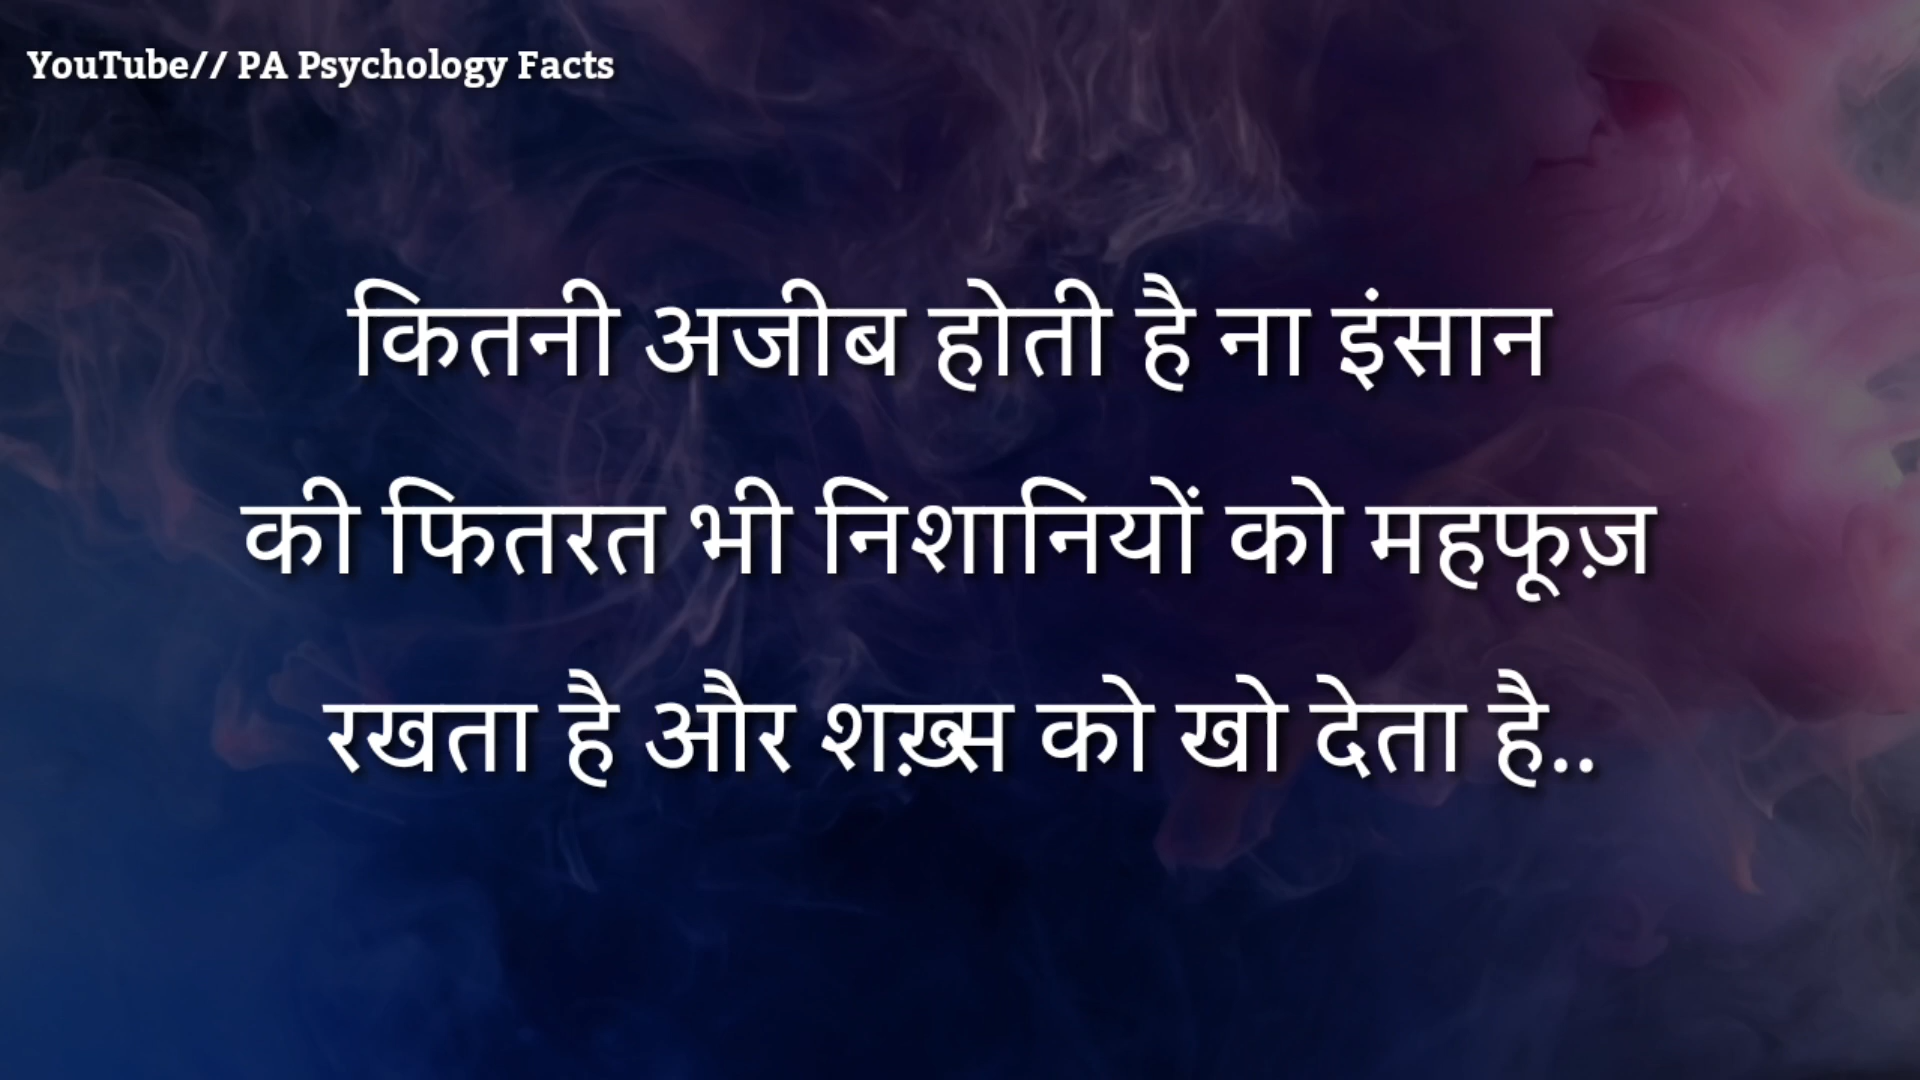 YouTube// PA Psychology Facts
कितनी अजीब होती है ना इंसान
की फितरत भी निशानियों को महफूज़
रखता है और शख़्स को खो देता है..